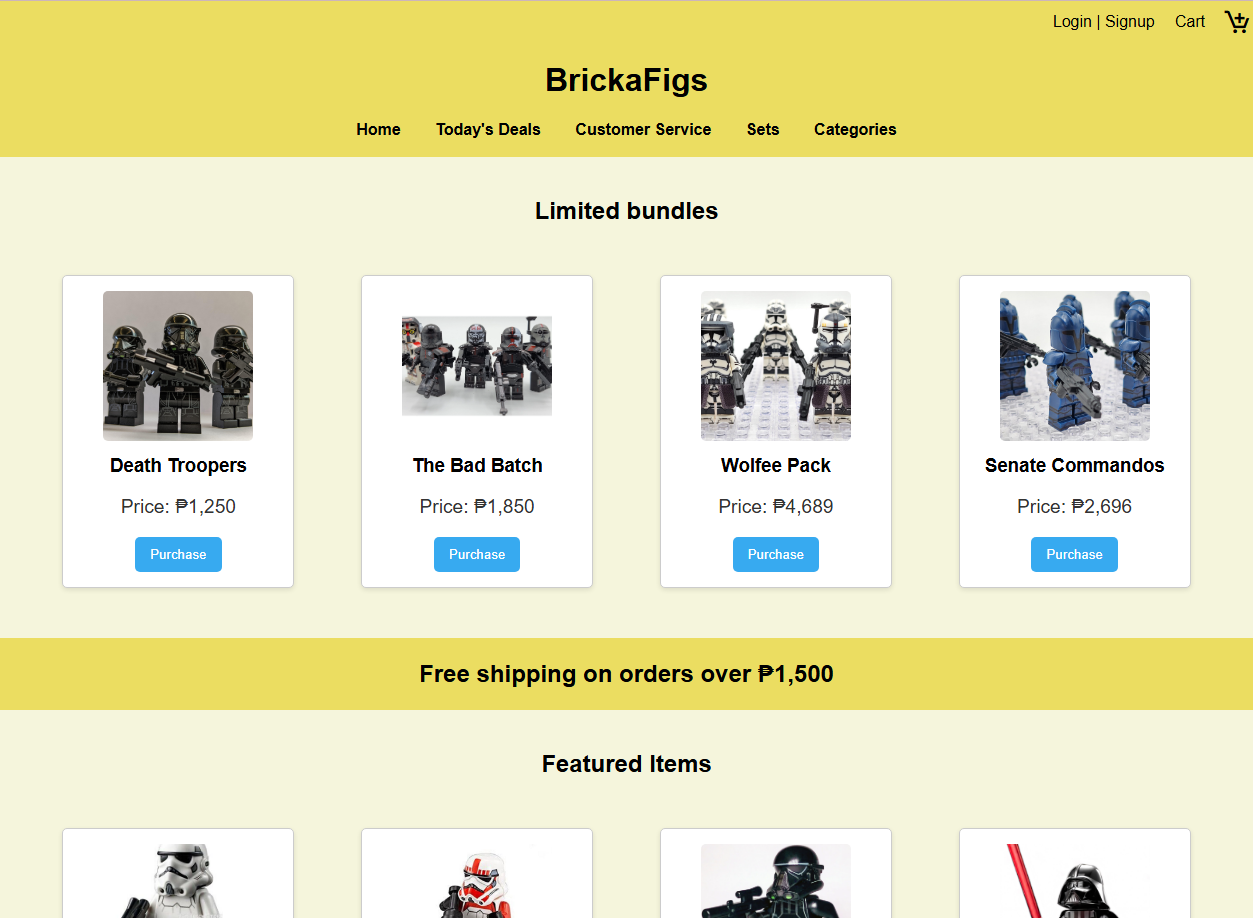 Login | Signup Cart
BrickaFigs
Home Today's Deals Customer Service Sets Categories
Limited bundles
Death Troopers The Bad Batch Wolfee Pack Senate Commandos
Price: ₱1,250 Price: ₱1,850 Price: ₱4,689 Price: ₱2,696
Purchase Purchase Purchase Purchase
Free shipping on orders over ₱1,500
Featured Items